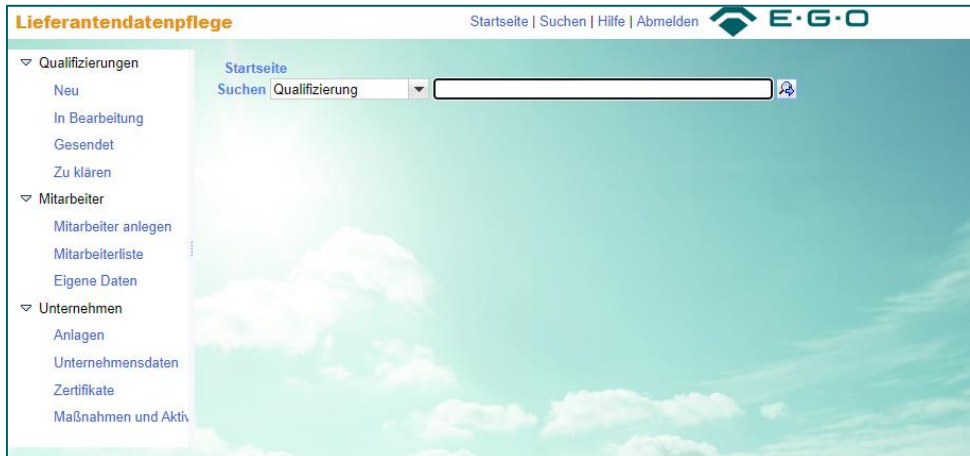 Lieferantendatenpflege
Startseite | Suchen | Hilfe | Abmelden
E·G·O
Qualifizierungen
Neu
In Bearbeitung
Gesendet
Zu klären
Mitarbeiter
Mitarbeiter anlegen
Mitarbeiterliste
Eigene Daten
Unternehmen
Anlagen
Unternehmensdaten
Zertifikate
Maßnahmen und Aktiv
Startseite
Suchen Qualifizierung